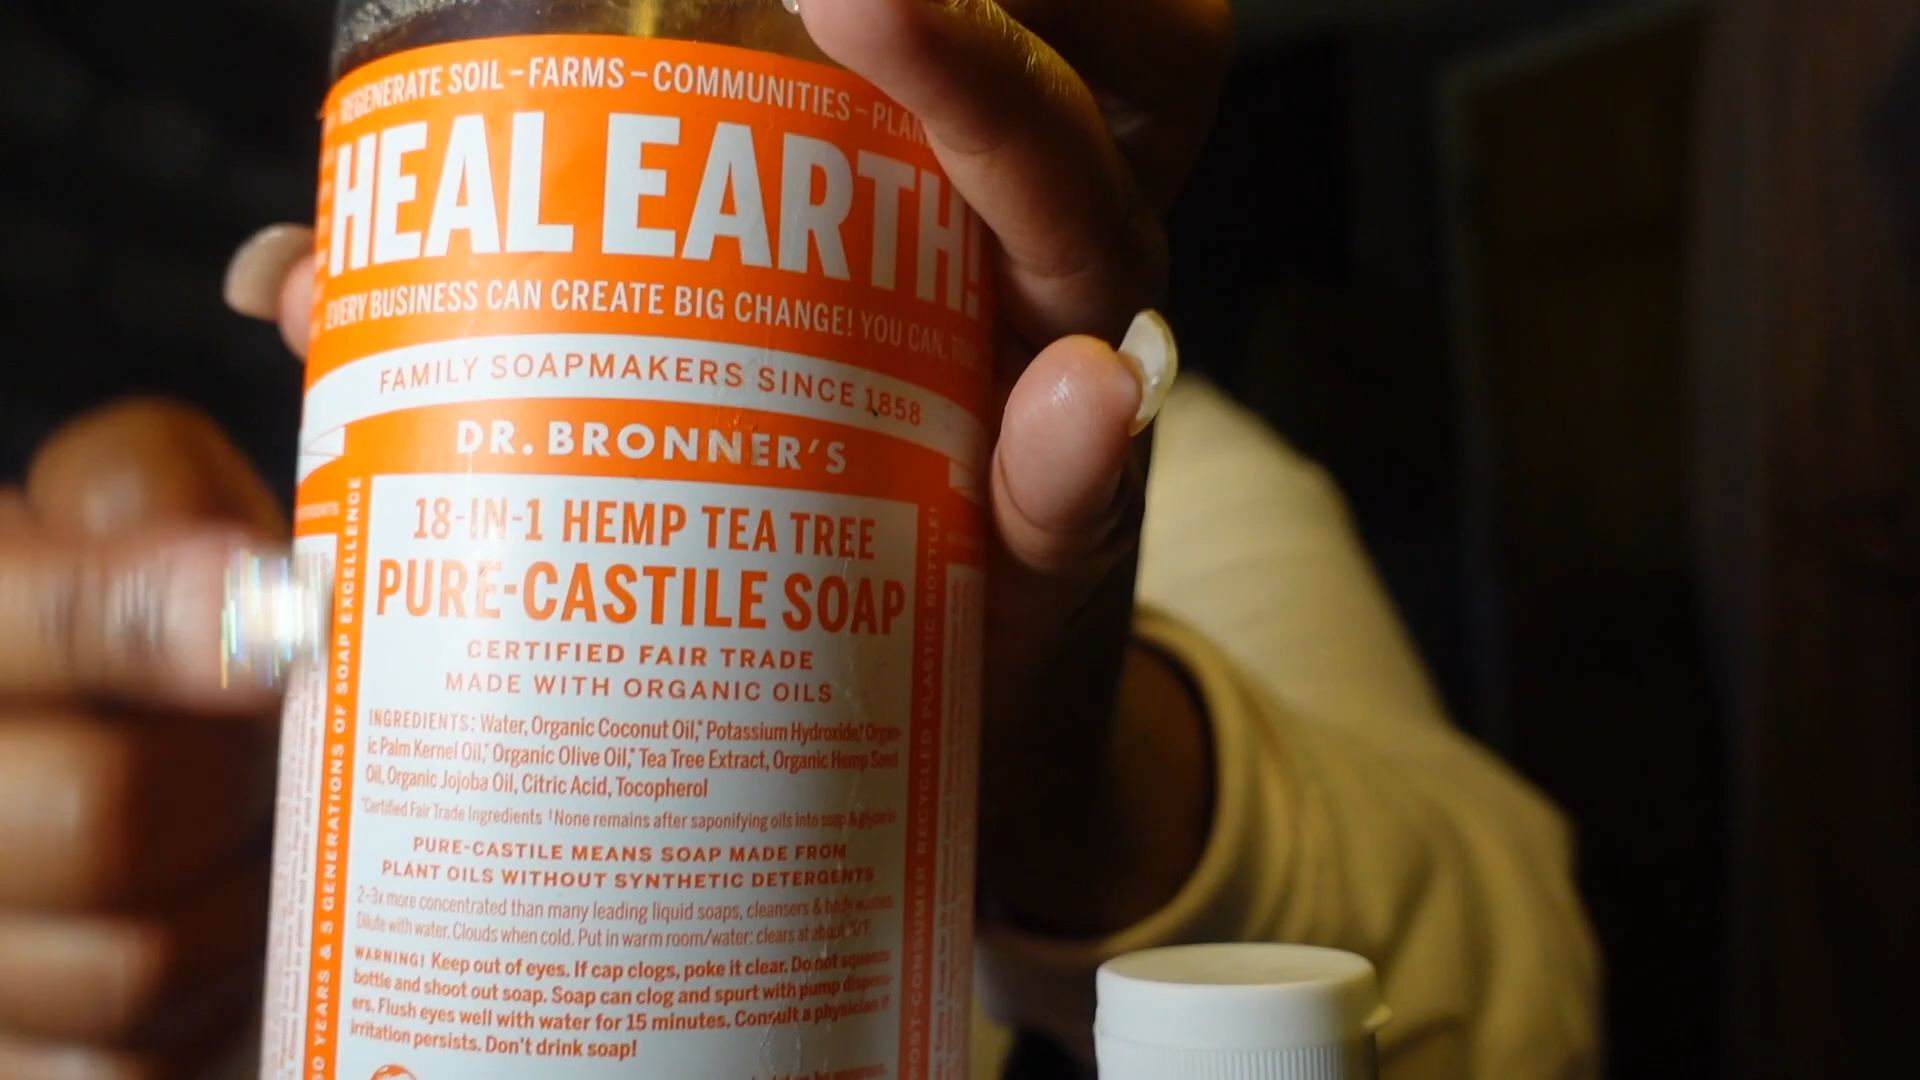 REGENERATE SOIL – FARMS – COMMUNITIES –
HEAL EARTH!
EVERY BUSINESS CAN CREATE BIG CHANGE! YOU CAN,
FAMILY SOAPMAKERS SINCE 1858
DR. BRONNER'S
18-IN-1 HEMP TEA TREE
PURE-CASTILE SOAP
CERTIFIED FAIR TRADE
MADE WITH ORGANIC OILS
INGREDIENTS: Water, Organic Coconut Oil,* Potassium Hydroxide,† Organ-
ic Palm Kernel Oil,* Organic Olive Oil,* Tea Tree Extract, Organic Hemp Seed
Oil, Organic Jojoba Oil, Citric Acid, Tocopherol
*Certified Fair Trade Ingredients †None remains after saponifying oils into soap & glycerin
PURE-CASTILE MEANS SOAP MADE FROM
PLANT OILS WITHOUT SYNTHETIC DETERGENTS
2-3x more concentrated than many leading liquid soaps, cleansers & body washes.
Dilute with water. Clouds when cold. Put in warm room/water: clears at about
WARNING! Keep out of eyes. If cap clogs, poke it clear. Do not squeeze
bottle and shoot out soap. Soap can clog and spurt with pump dispens-
ers. Flush eyes well with water for 15 minutes. Consult a physician if
irritation persists. Don't drink soap!
YEARS & 5 GENERATIONS OF SOAP EXCELLENCE
POST-CONSUMER RECYCLED PLASTIC BOTTLE!